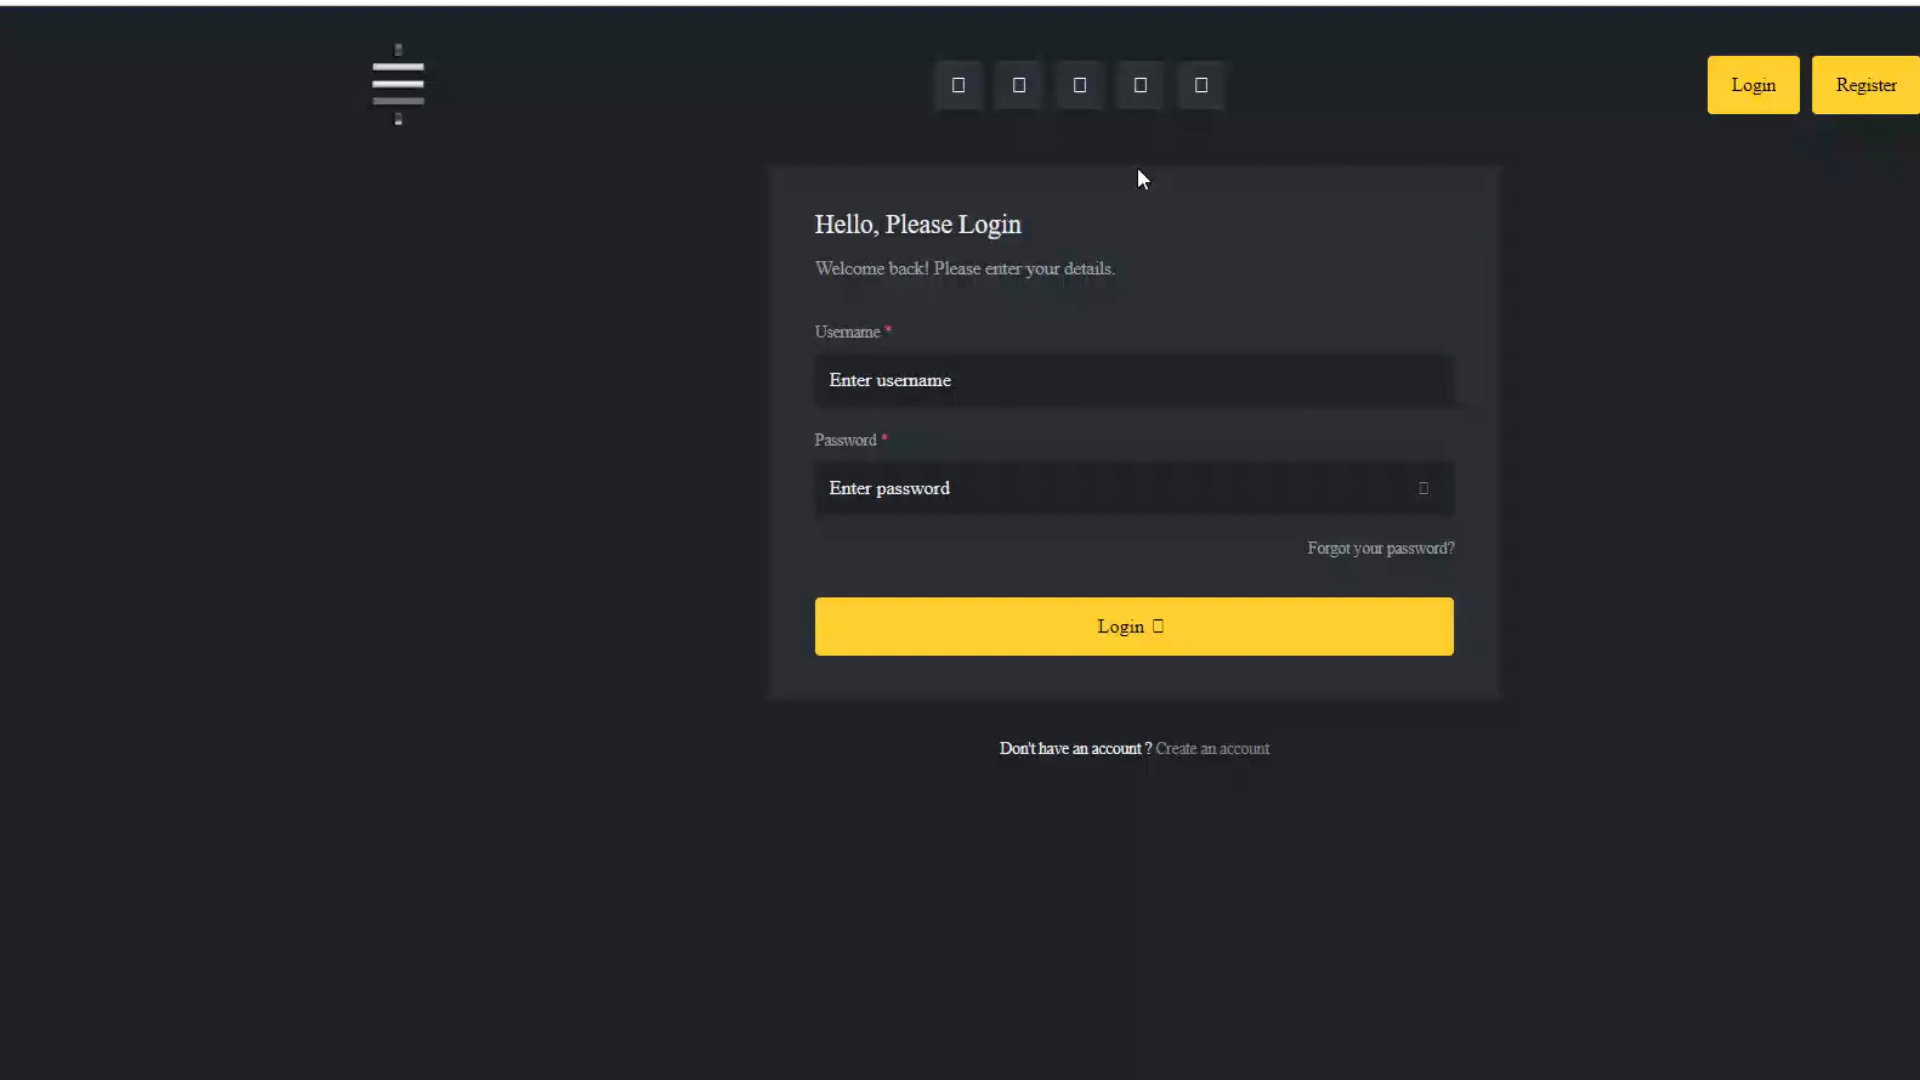 Login Register
Hello, Please Login
Welcome back! Please enter your details.
Username *
Enter username
Password *
Enter password
Forgot your password?
Login
Don't have an account ? Create an account